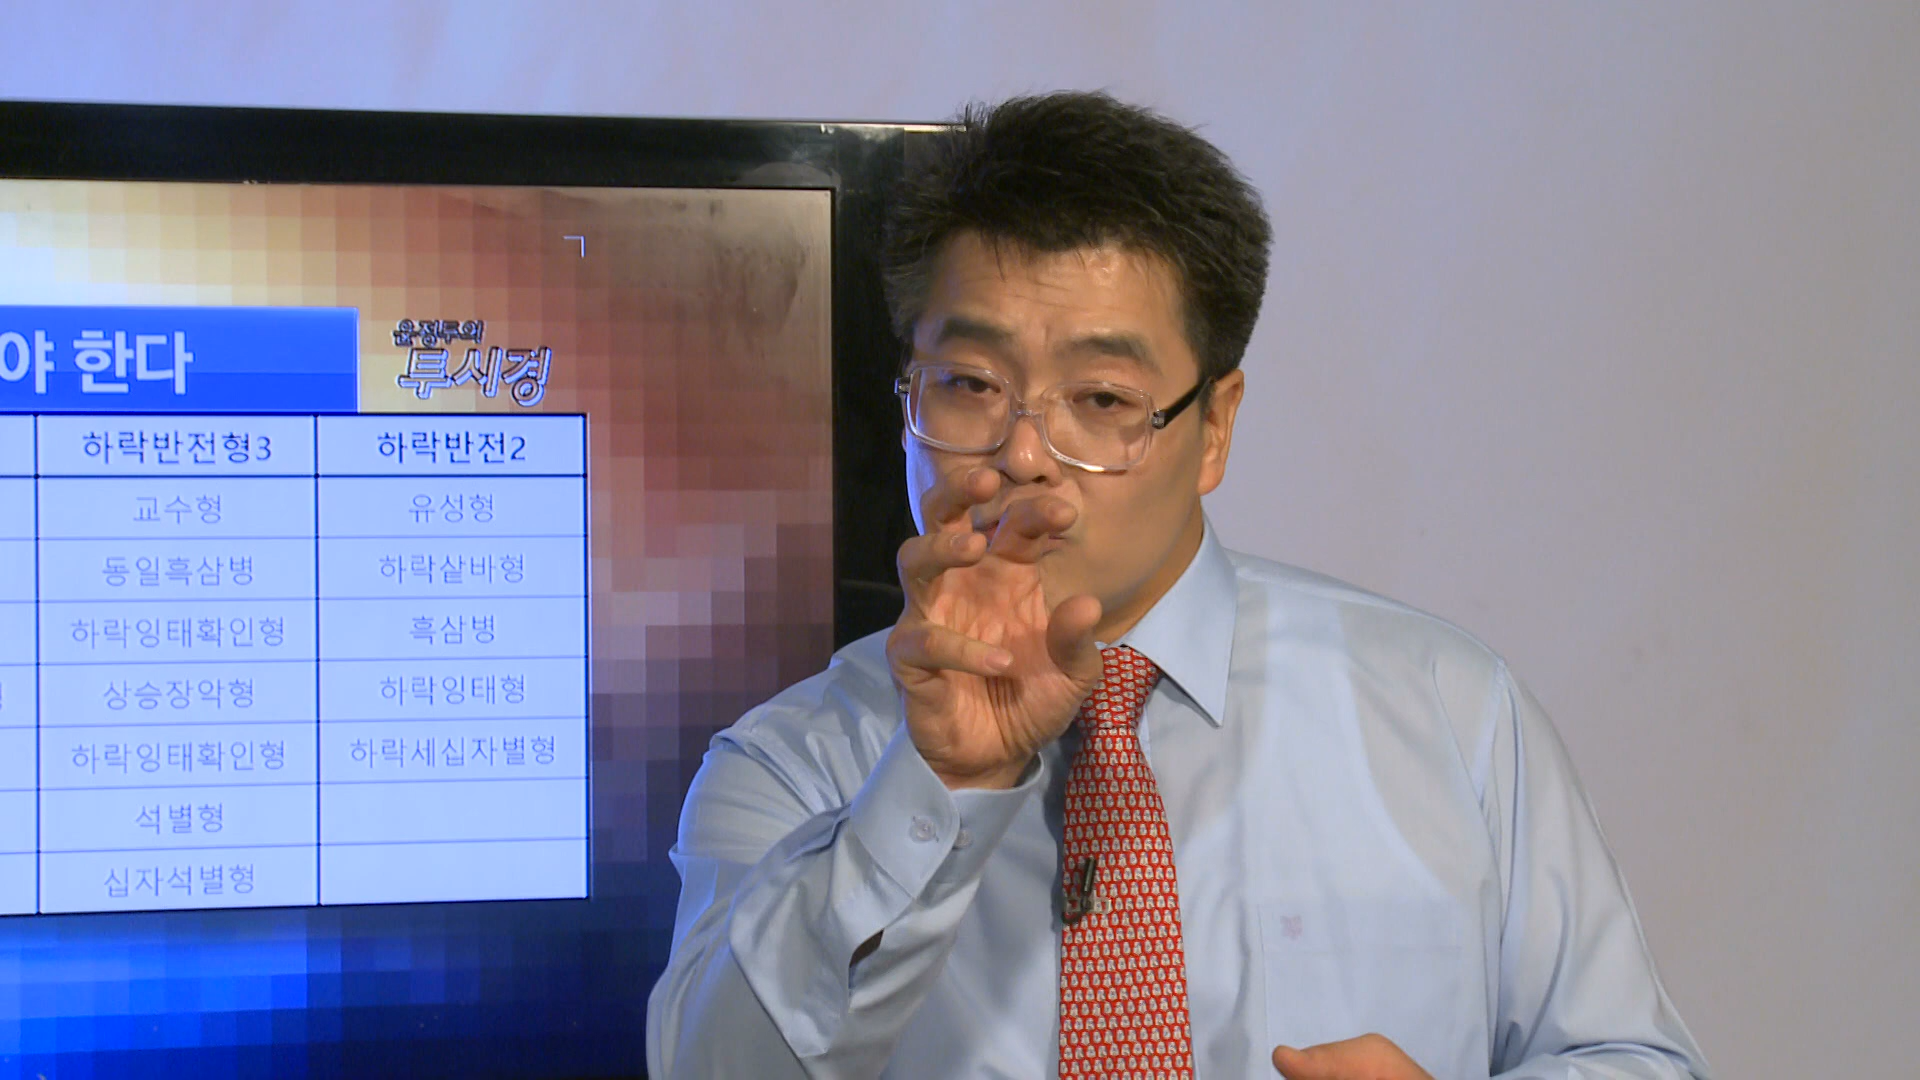 윤정투의
투시경
야 한다
하락반전형3 하락반전2
교수형 유성형
동일흑삼병 하락샅바형
하락잉태확인형 흑삼병
상승장악형 하락잉태형
하락잉태확인형 하락세십자별형
석별형
십자석별형